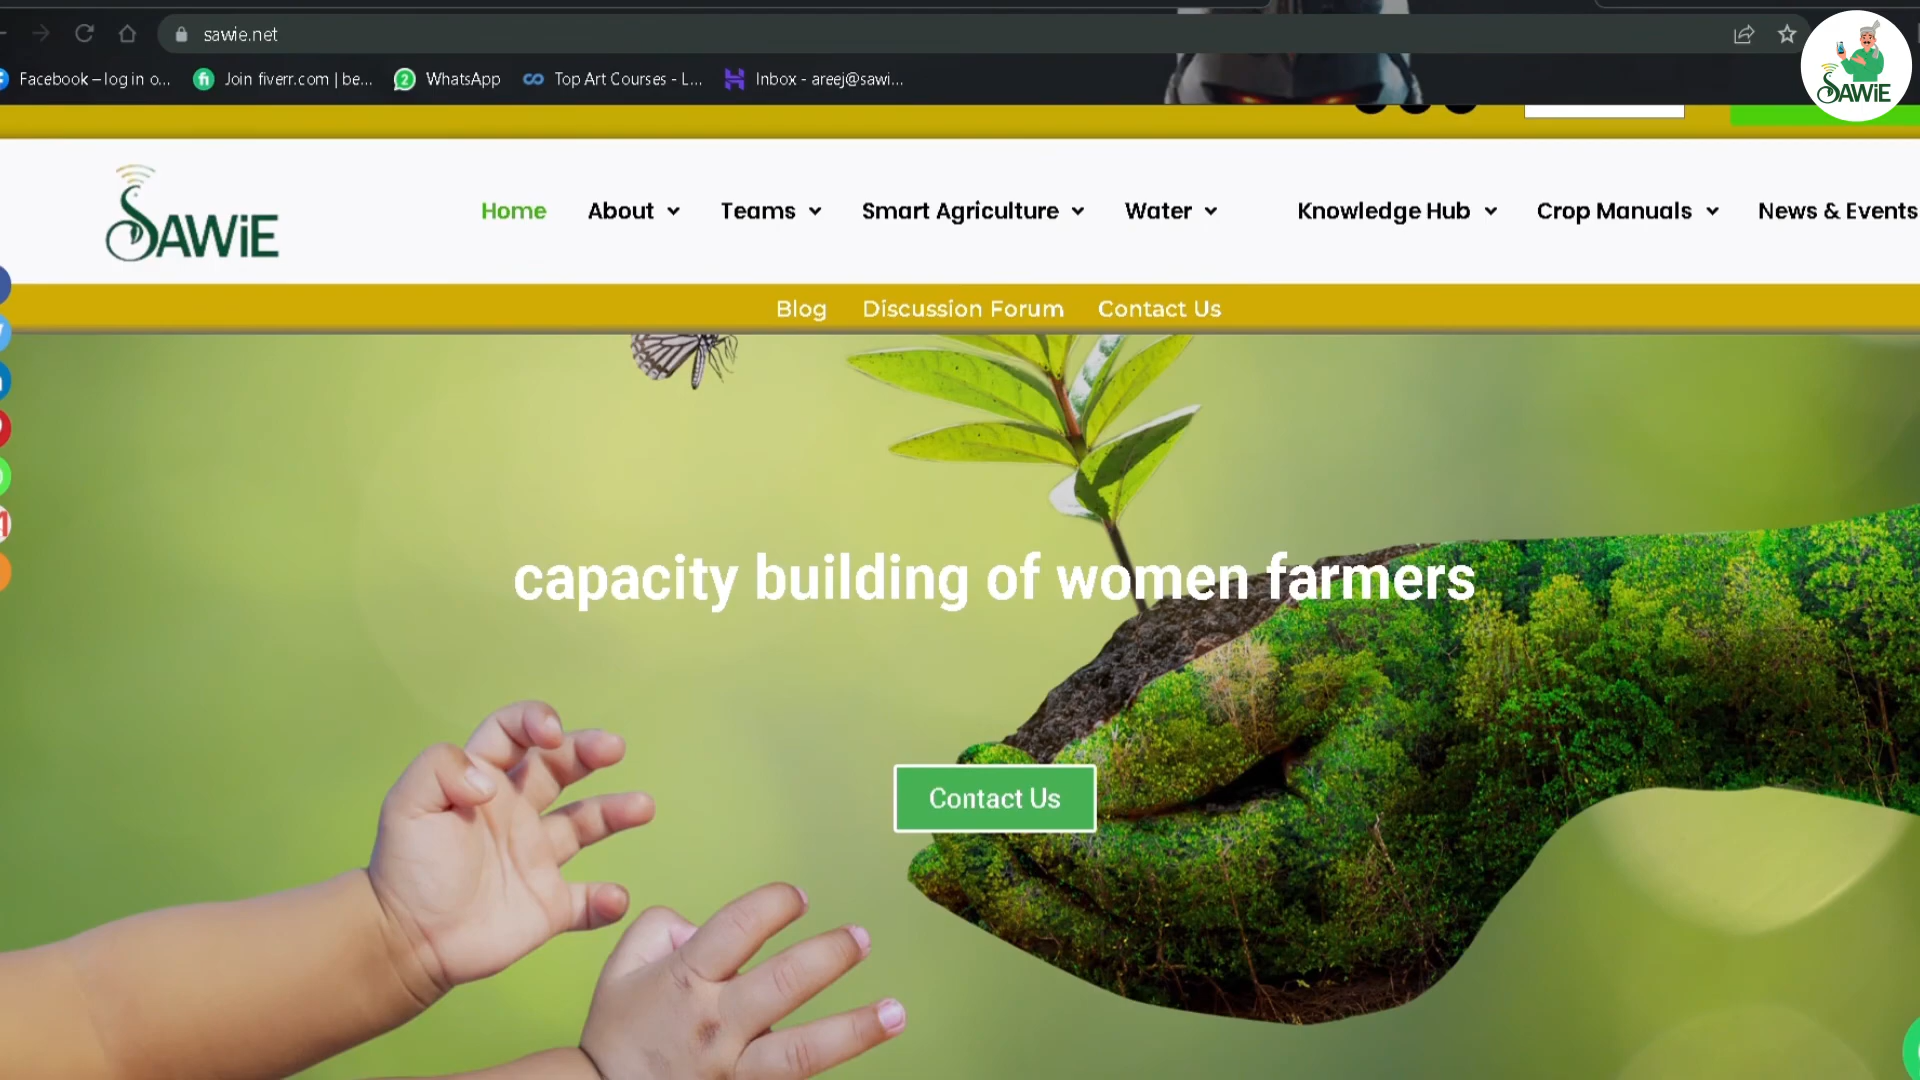 sawie.net
Facebook – log in o...
Join fiverr.com | be...
WhatsApp
Top Art Courses - L...
Inbox - areej@sawi...
SAWiE
SAWiE
Home
About
Teams
Smart Agriculture
Water
Knowledge Hub
Crop Manuals
News & Events
Blog
Discussion Forum
Contact Us
capacity building of women farmers
Contact Us